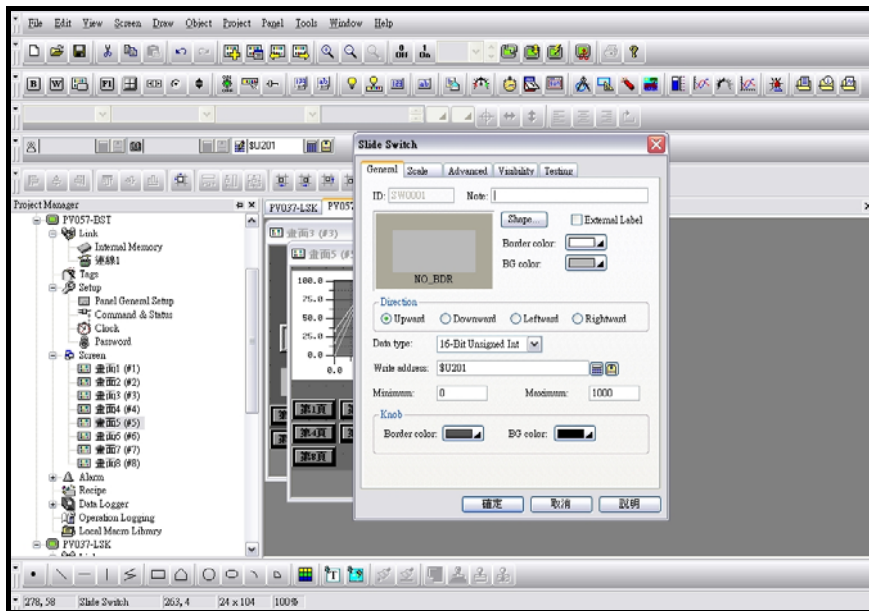 File Edit View Screen Draw Object Project Panel Tools Window Help
$U201
Project Manager
PV057-BST
Link
Internal Memory
連線1
Tags
Setup
Panel General Setup
Command & Status
Clock
Password
Screen
畫面1 (#1)
畫面2 (#2)
畫面3 (#3)
畫面4 (#4)
畫面5 (#5)
畫面6 (#6)
畫面7 (#7)
畫面8 (#8)
Alarm
Recipe
Data Logger
Operation Logging
Local Macro Library
PV037-LSK
PV037-LSK PV057
畫面3 (#3)
畫面5 (#5
100.0
75.0
50.0
25.0
0.0
0.0
第1頁
第4頁
第8頁
Slide Switch
General Scale Advanced Visibility Testing
ID: SW0001 Note:
Shape... External Label
Border color:
BG color:
NO_BDR
Direction
Upward Downward Leftward Rightward
Data type: 16-Bit Unsigned Int
Write address: $U201
Minimum: 0 Maximum: 1000
Knob
Border color: BG color:
確定 取消 說明
278, 58 Slide Switch 263, 4 24 x 104 100%